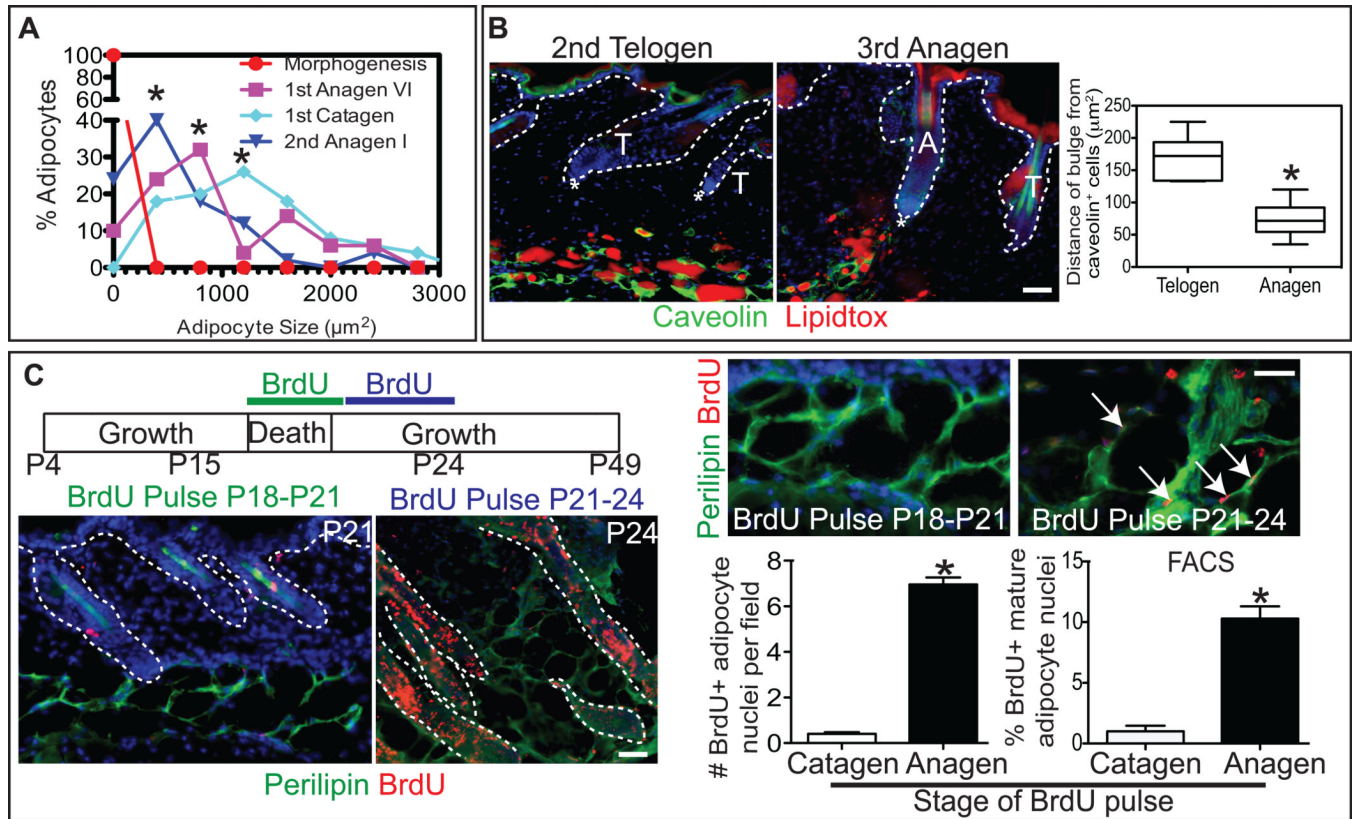 A
100
80
60
40
30
20
10
0
% Adipocytes
Morphogenesis
1st Anagen VI
1st Catagen
2nd Anagen I
* * *
0 1000 2000 3000
Adipocyte Size (µm²)
B
2nd Telogen
3rd Anagen
T
T
*
*
A
T
*
Caveolin Lipidtox
Distance of bulge from
caveolin⁺ cells (µm²)
250
200
150
100
50
0
*
Telogen Anagen
C
BrdU BrdU
Growth Death Growth
P4 P15 P24 P49
BrdU Pulse P18-P21 BrdU Pulse P21-24
P21
P24
Perilipin BrdU
Perilipin BrdU
BrdU Pulse P18-P21
BrdU Pulse P21-24
# BrdU+ adipocyte
nuclei per field
8
6
4
2
0
*
Catagen Anagen
% BrdU+ mature
adipocyte nuclei
15
10
5
0
FACS
*
Catagen Anagen
Stage of BrdU pulse